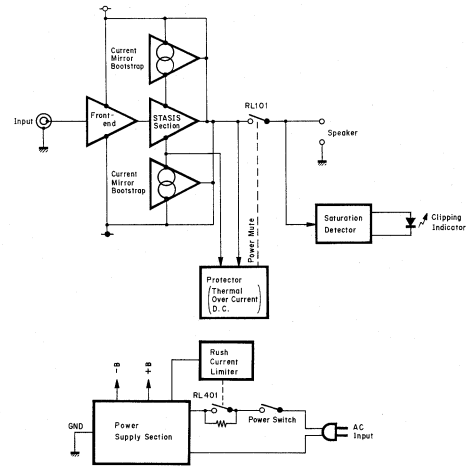 Current
Mirror
Bootstrap
RL101
Input
Front-
end
STASIS
Section
Speaker
Current
Mirror
Bootstrap
Saturation
Detector
Clipping
Indicator
Power Mute
Protector
(Thermal
Over Current
D.C.)
Rush
Current
Limiter
-B
+B
RL401
GND
Power
Supply Section
Power Switch
AC
Input